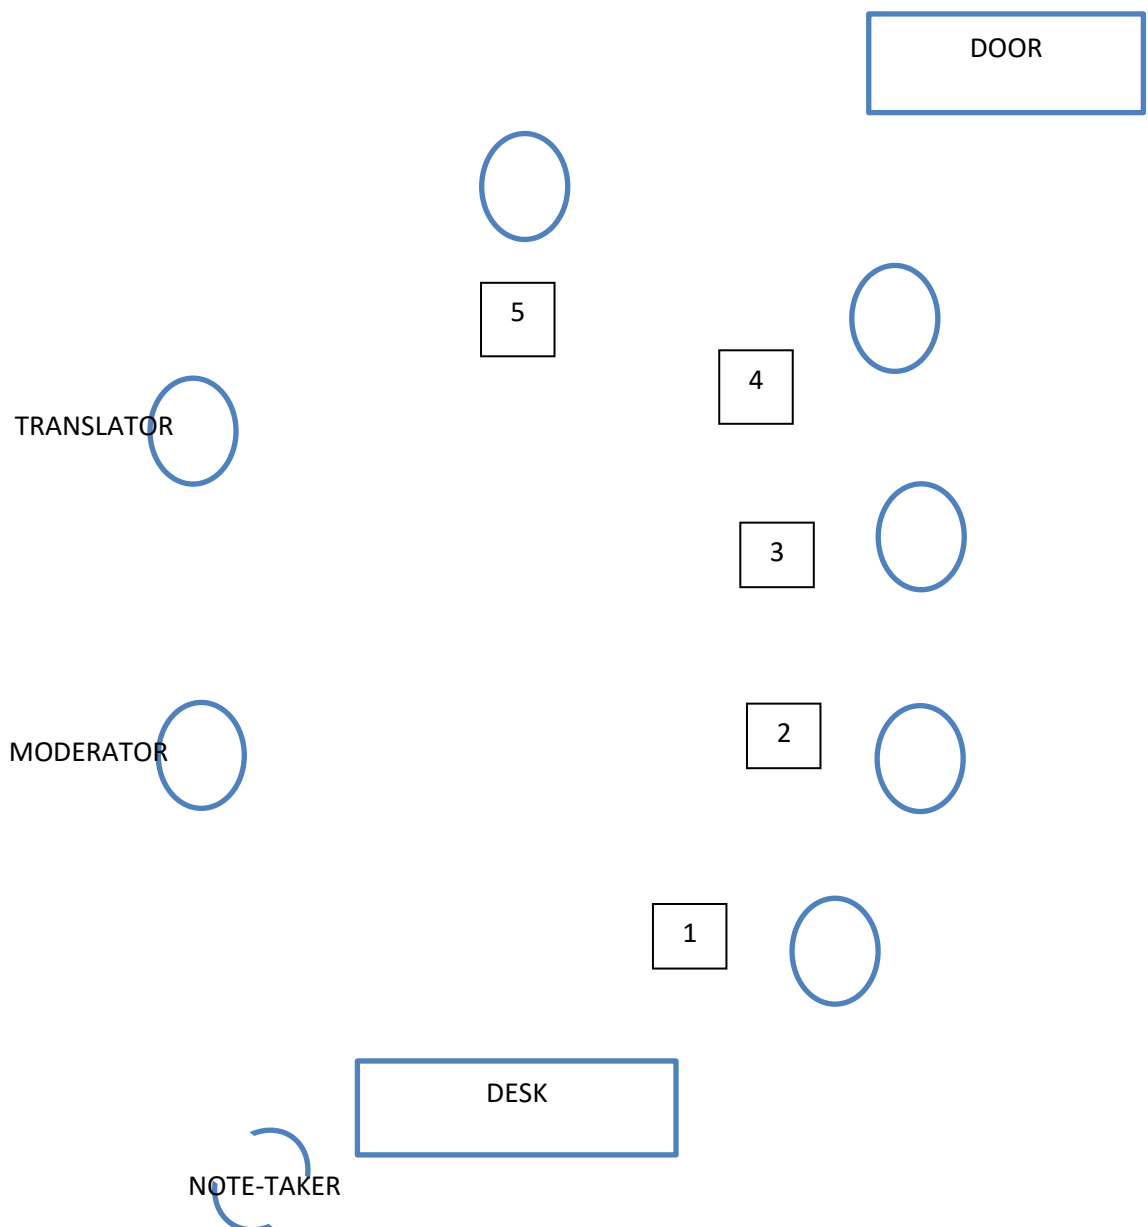 DOOR
5
4
TRANSLATOR
3
2
MODERATOR
1
DESK
NOTE-TAKER